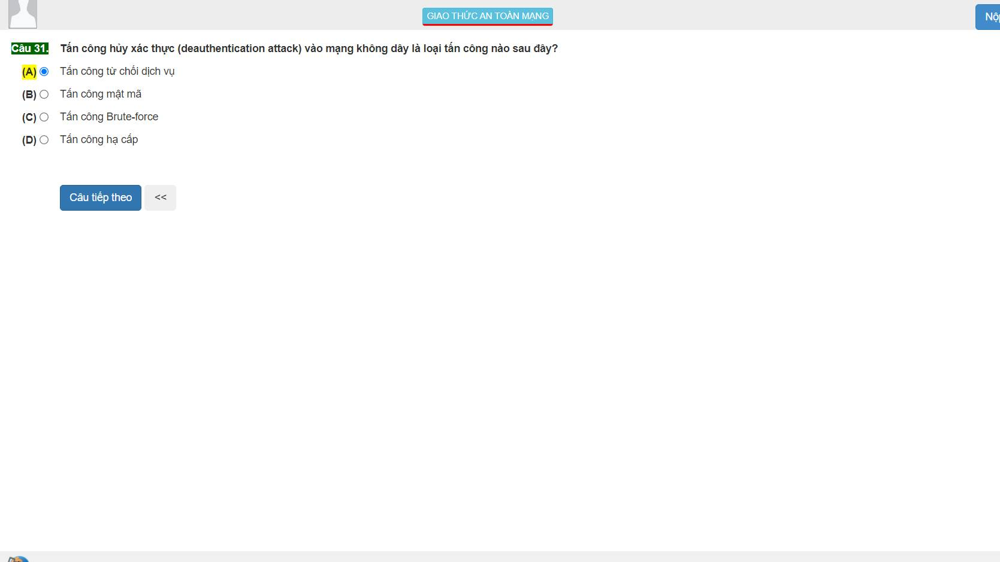 GIAO THỨC AN TOÀN MẠNG
Nộ
Câu 31. Tấn công hủy xác thực (deauthentication attack) vào mạng không dây là loại tấn công nào sau đây?
(A) Tấn công từ chối dịch vụ
(B) Tấn công mật mã
(C) Tấn công Brute-force
(D) Tấn công hạ cấp
Câu tiếp theo <<